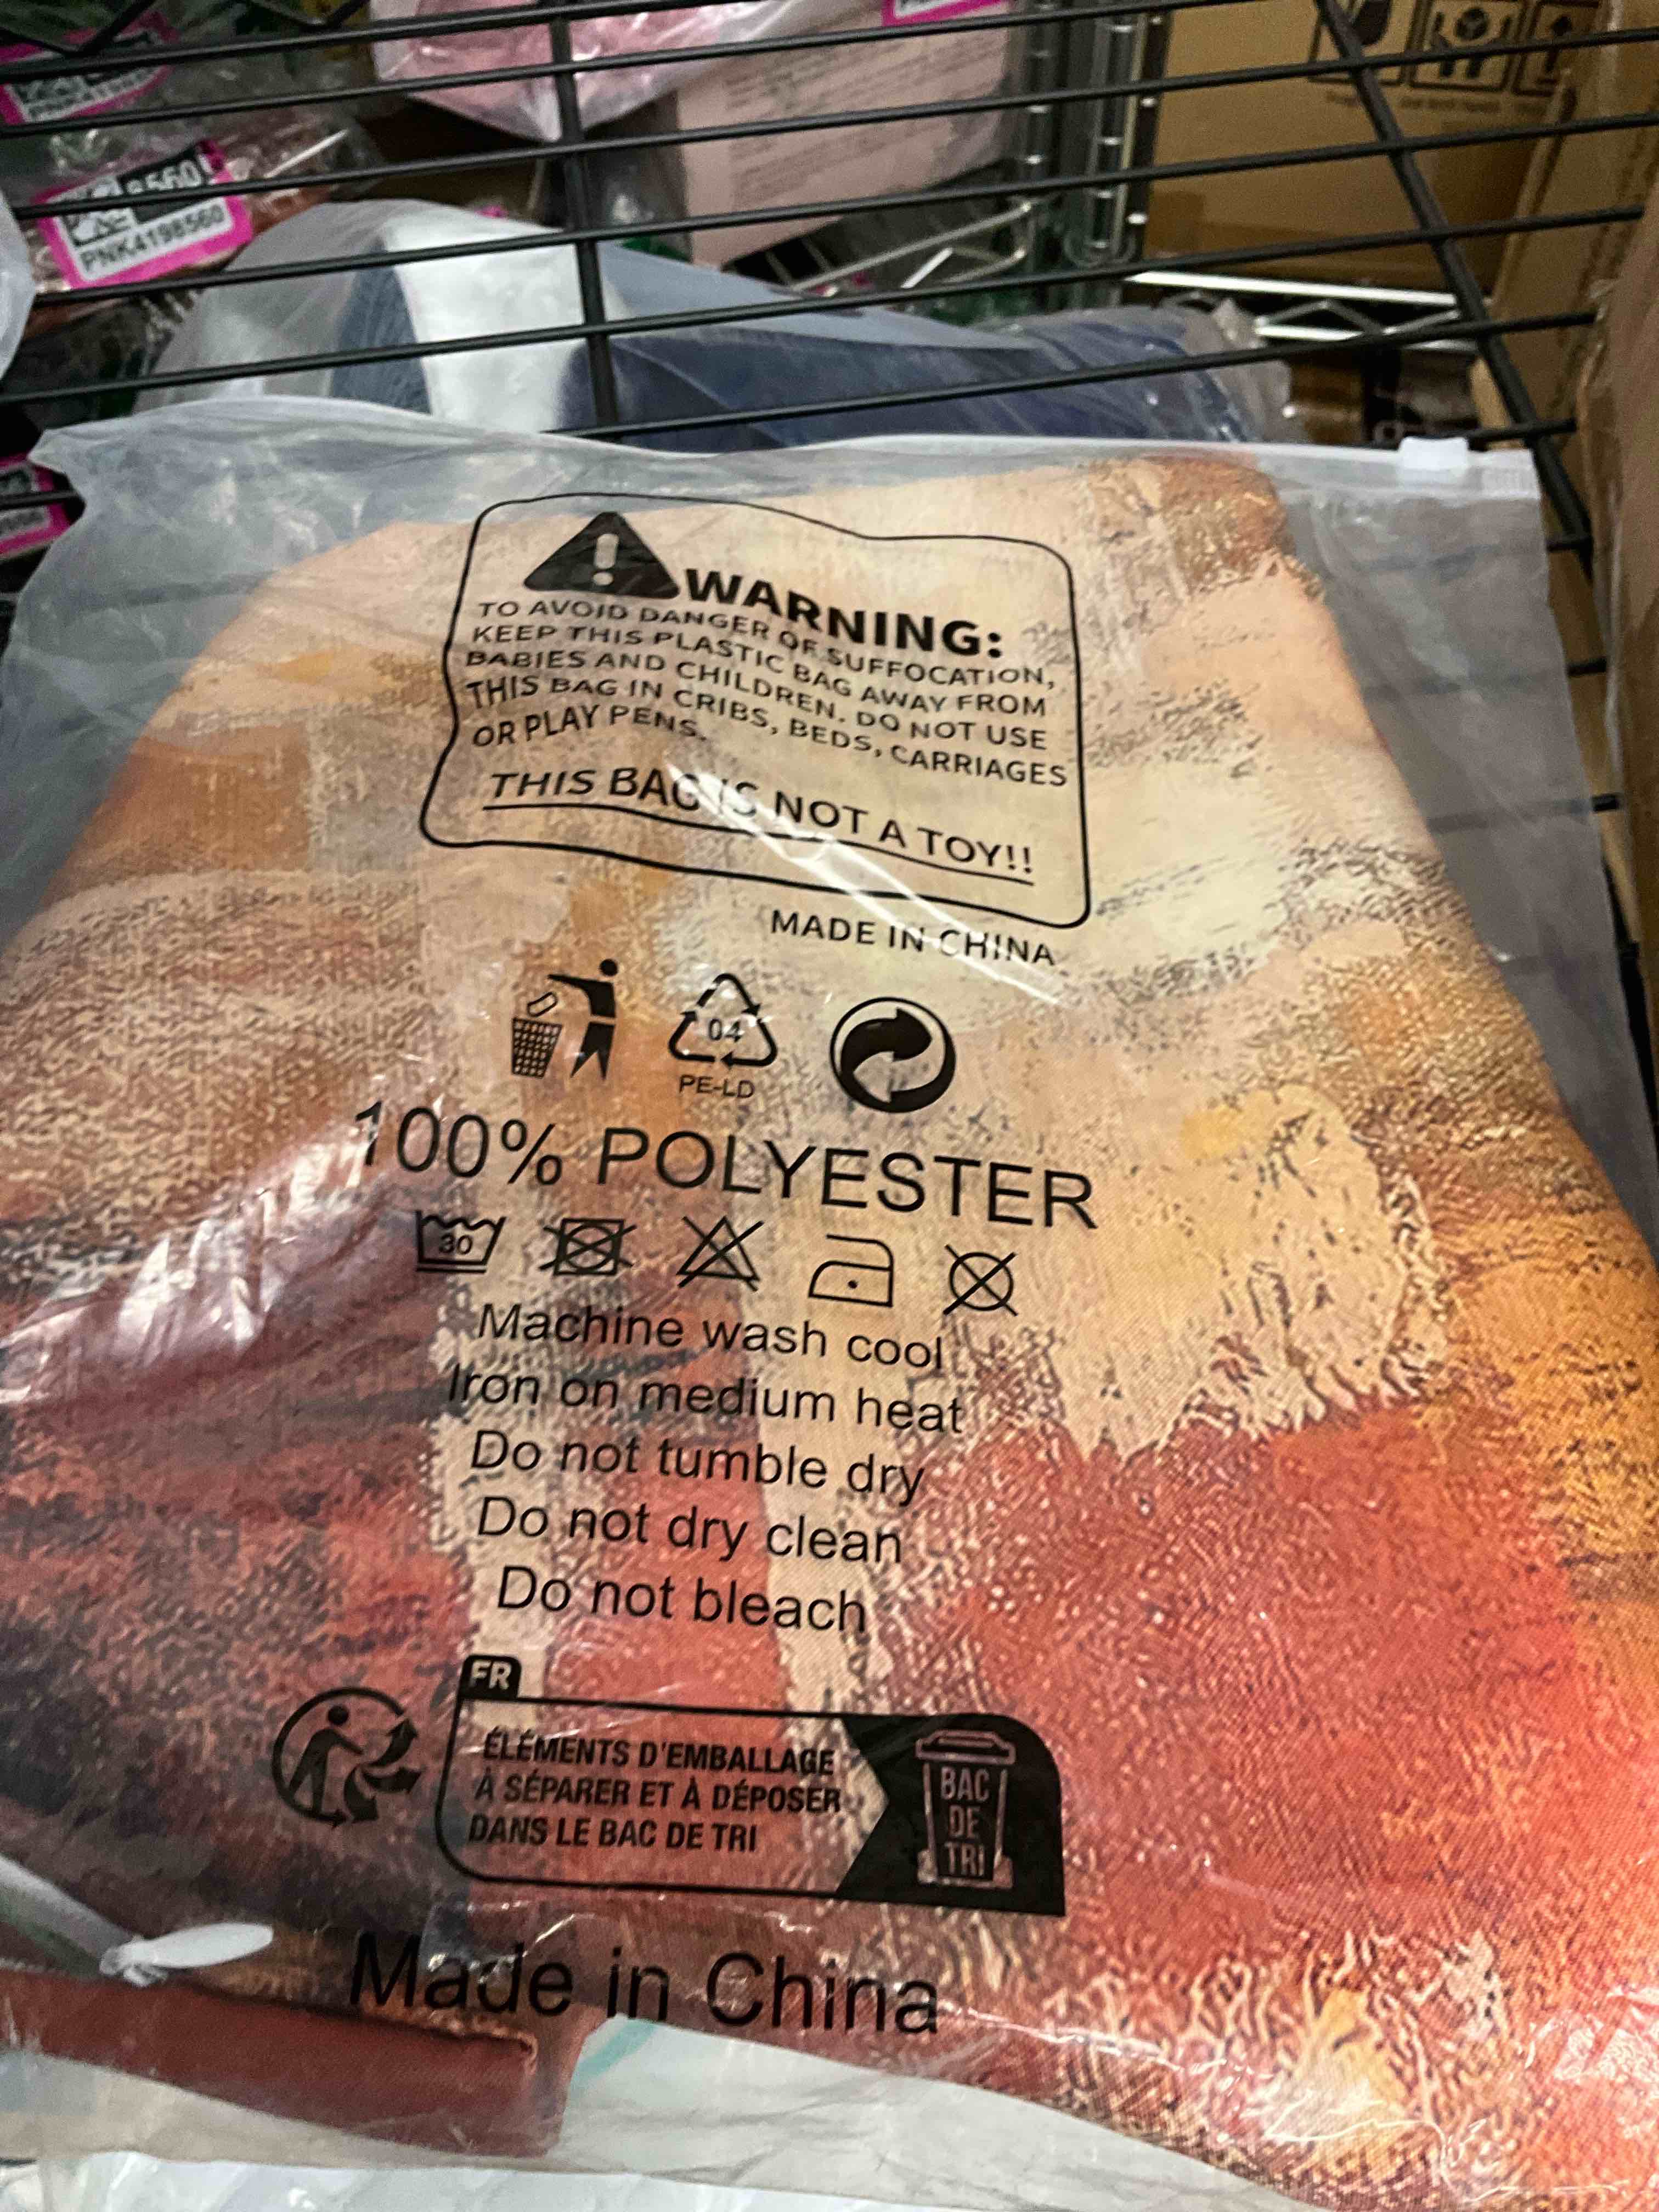 PNK4198560
WARNING:
TO AVOID DANGER OF SUFFOCATION,
KEEP THIS PLASTIC BAG AWAY FROM
BABIES AND CHILDREN. DO NOT USE
THIS BAG IN CRIBS, BEDS, CARRIAGES
OR PLAY PENS.
THIS BAG IS NOT A TOY!!
MADE IN CHINA
04
PE-LD
100% POLYESTER
30
Machine wash cool
Iron on medium heat
Do not tumble dry
Do not dry clean
Do not bleach
FR
ÉLÉMENTS D'EMBALLAGE
À SÉPARER ET À DÉPOSER
DANS LE BAC DE TRI
BAC
DE
TRI
Made in China